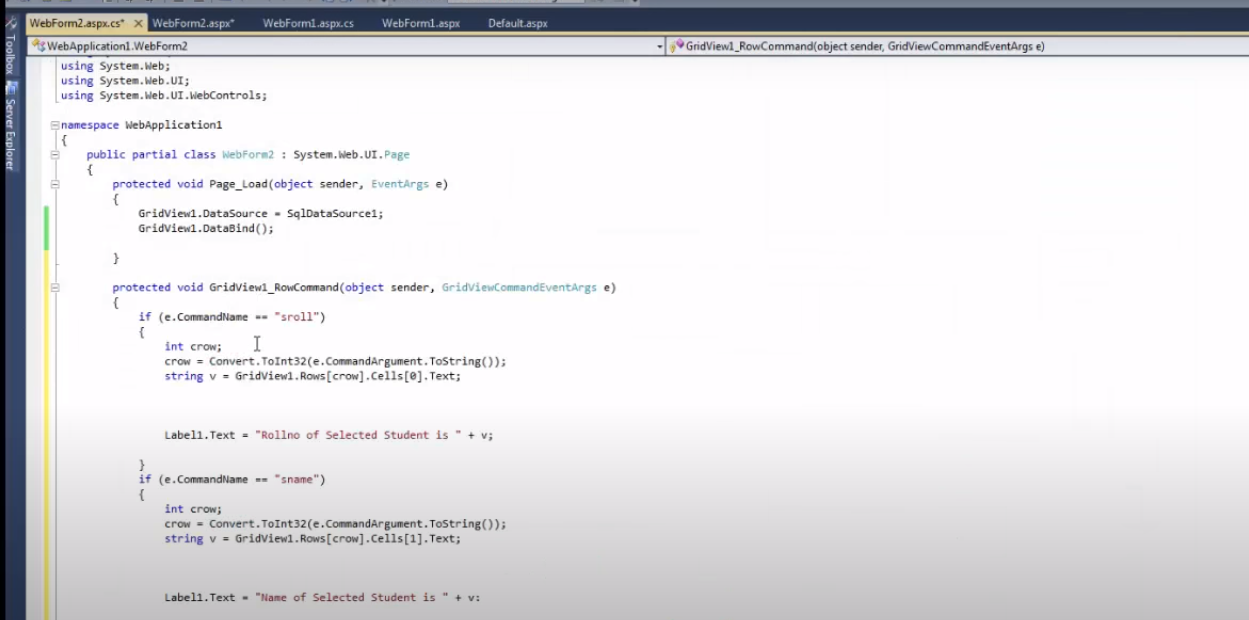 WebForm2.aspx.cs* WebForm2.aspx* WebForm1.aspx.cs WebForm1.aspx Default.aspx
WebApplication1.WebForm2 GridView1_RowCommand(object sender, GridViewCommandEventArgs e)
Toolbox
Server Explorer
using System.Web;
using System.Web.UI;
using System.Web.UI.WebControls;
namespace WebApplication1
{
public partial class WebForm2 : System.Web.UI.Page
{
protected void Page_Load(object sender, EventArgs e)
{
GridView1.DataSource = SqlDataSource1;
GridView1.DataBind();
}
protected void GridView1_RowCommand(object sender, GridViewCommandEventArgs e)
{
if (e.CommandName == "sroll")
{
int crow;
crow = Convert.ToInt32(e.CommandArgument.ToString());
string v = GridView1.Rows[crow].Cells[0].Text;
Label1.Text = "Rollno of Selected Student is " + v;
}
if (e.CommandName == "sname")
{
int crow;
crow = Convert.ToInt32(e.CommandArgument.ToString());
string v = GridView1.Rows[crow].Cells[1].Text;
Label1.Text = "Name of Selected Student is " + v: